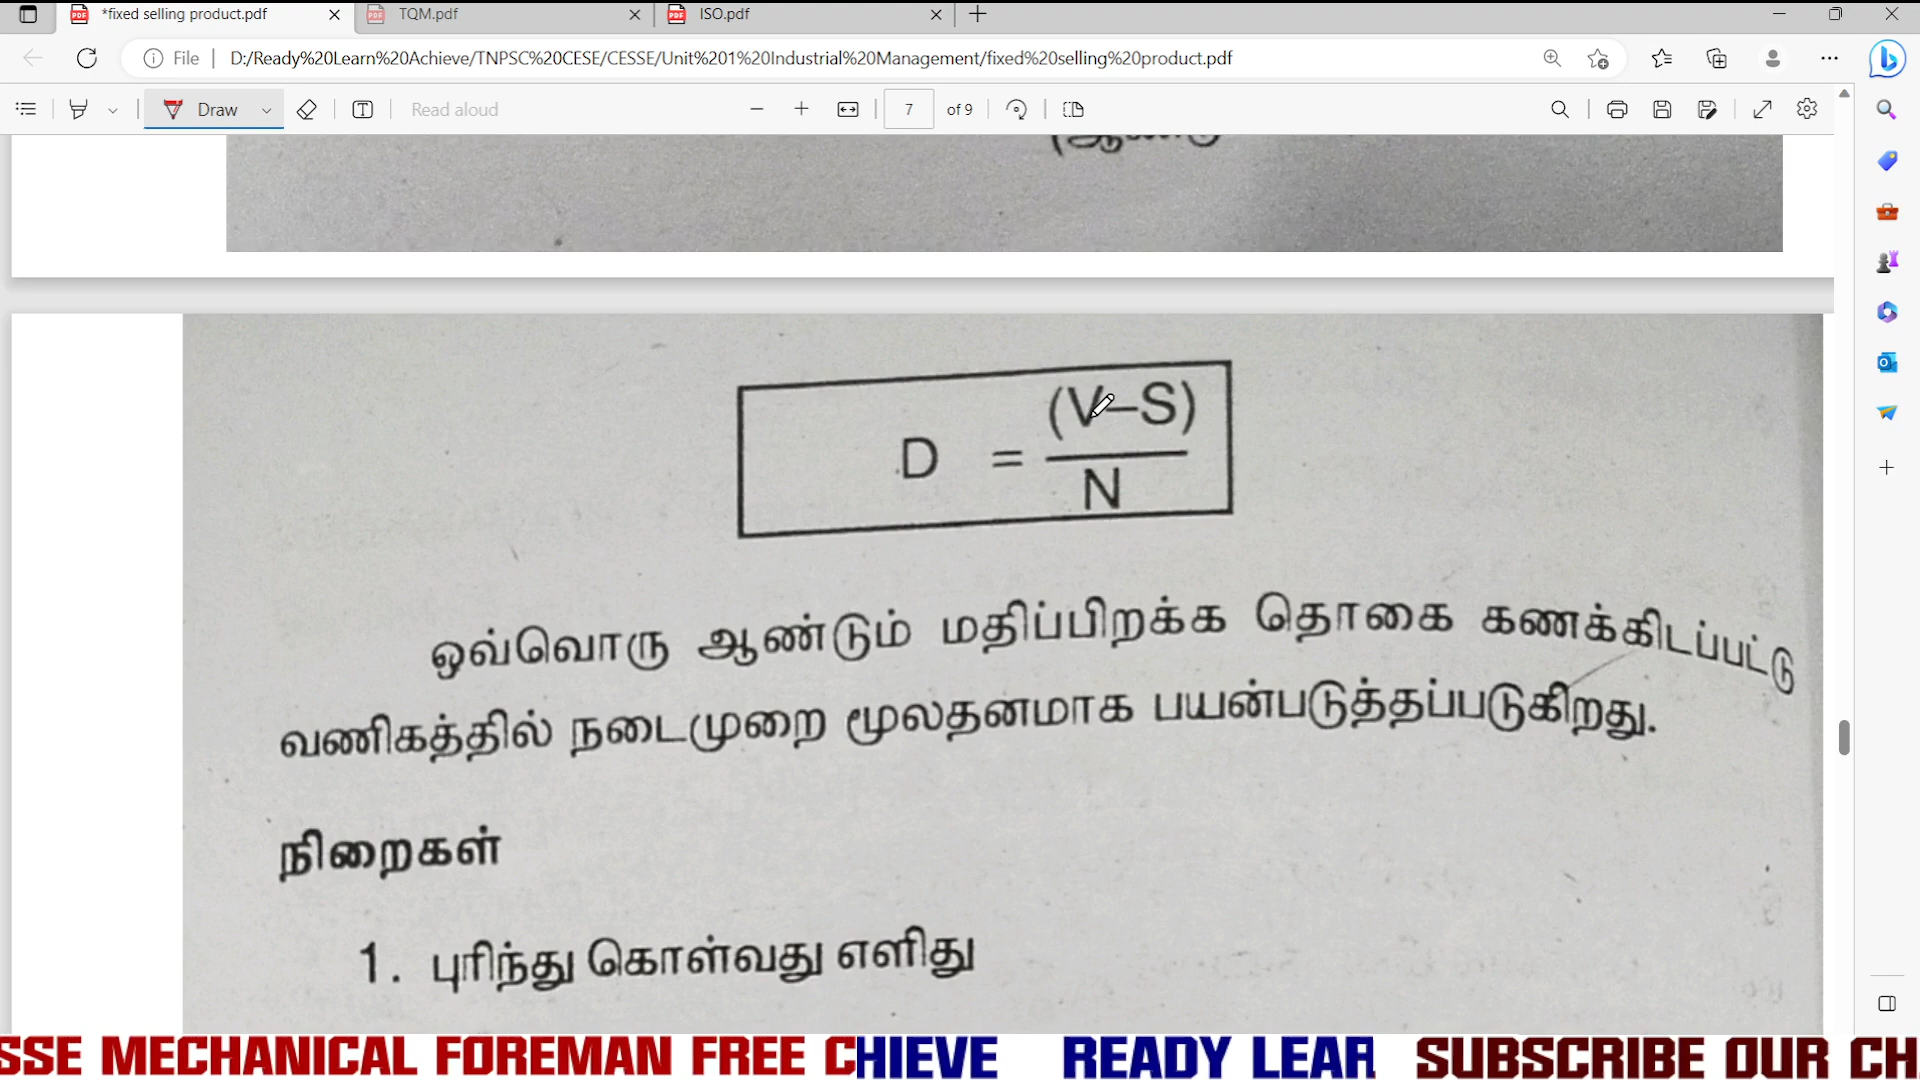 *fixed selling product.pdf
TQM.pdf
ISO.pdf
File
D:/Ready%20Learn%20Achieve/TNPSC%20CESE/CESSE/Unit%201%20Industrial%20Management/fixed%20selling%20product.pdf
Draw
Read aloud
7 of 9
(ஆண்டு
D = (V–S)
N
ஒவ்வொரு ஆண்டும் மதிப்பிறக்க தொகை கணக்கிடப்பட்டு
வணிகத்தில் நடைமுறை மூலதனமாக பயன்படுத்தப்படுகிறது.
நிறைகள்
1. புரிந்து கொள்வது எளிது
SSE MECHANICAL FOREMAN FREE CHIEVE READY LEAR SUBSCRIBE OUR CH